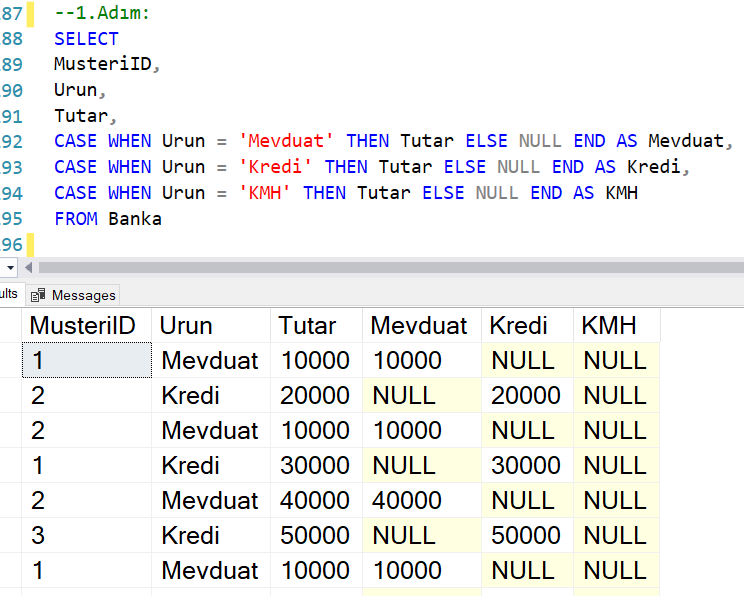 87 --1.Adım:
88 SELECT
89 MusteriID,
90 Urun,
91 Tutar,
92 CASE WHEN Urun = 'Mevduat' THEN Tutar ELSE NULL END AS Mevduat,
93 CASE WHEN Urun = 'Kredi' THEN Tutar ELSE NULL END AS Kredi,
94 CASE WHEN Urun = 'KMH' THEN Tutar ELSE NULL END AS KMH
95 FROM Banka
96
ults Messages
MusteriID Urun Tutar Mevduat Kredi KMH
1 Mevduat 10000 10000 NULL NULL
2 Kredi 20000 NULL 20000 NULL
2 Mevduat 10000 10000 NULL NULL
1 Kredi 30000 NULL 30000 NULL
2 Mevduat 40000 40000 NULL NULL
3 Kredi 50000 NULL 50000 NULL
1 Mevduat 10000 10000 NULL NULL